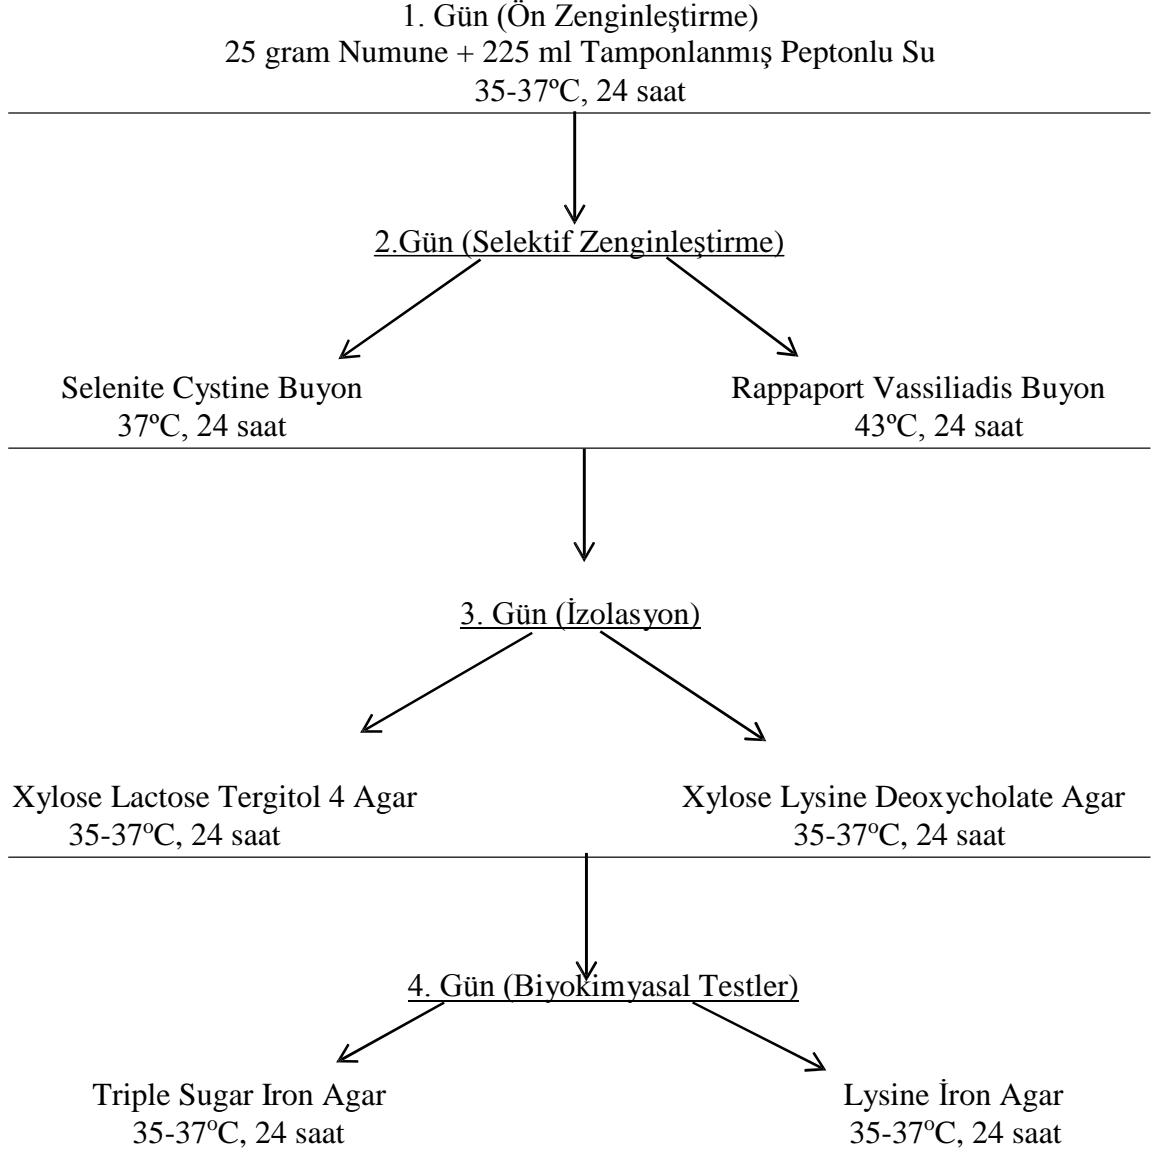 1. Gün (Ön Zenginleştirme)
25 gram Numune + 225 ml Tamponlanmış Peptonlu Su
35-37ºC, 24 saat
2.Gün (Selektif Zenginleştirme)
Selenite Cystine Buyon
37ºC, 24 saat
Rappaport Vassiliadis Buyon
43ºC, 24 saat
3. Gün (İzolasyon)
Xylose Lactose Tergitol 4 Agar
35-37ºC, 24 saat
Xylose Lysine Deoxycholate Agar
35-37ºC, 24 saat
4. Gün (Biyokimyasal Testler)
Triple Sugar Iron Agar
35-37ºC, 24 saat
Lysine İron Agar
35-37ºC, 24 saat